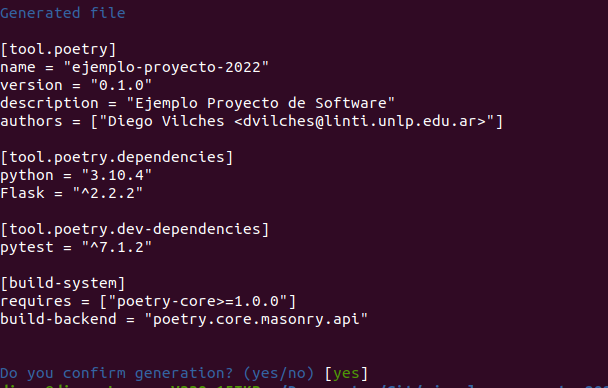 Generated file
[tool.poetry]
name = "ejemplo-proyecto-2022"
version = "0.1.0"
description = "Ejemplo Proyecto de Software"
authors = ["Diego Vilches <dvilches@linti.unlp.edu.ar>"]
[tool.poetry.dependencies]
python = "3.10.4"
Flask = "^2.2.2"
[tool.poetry.dev-dependencies]
pytest = "^7.1.2"
[build-system]
requires = ["poetry-core>=1.0.0"]
build-backend = "poetry.core.masonry.api"
Do you confirm generation? (yes/no) [yes]